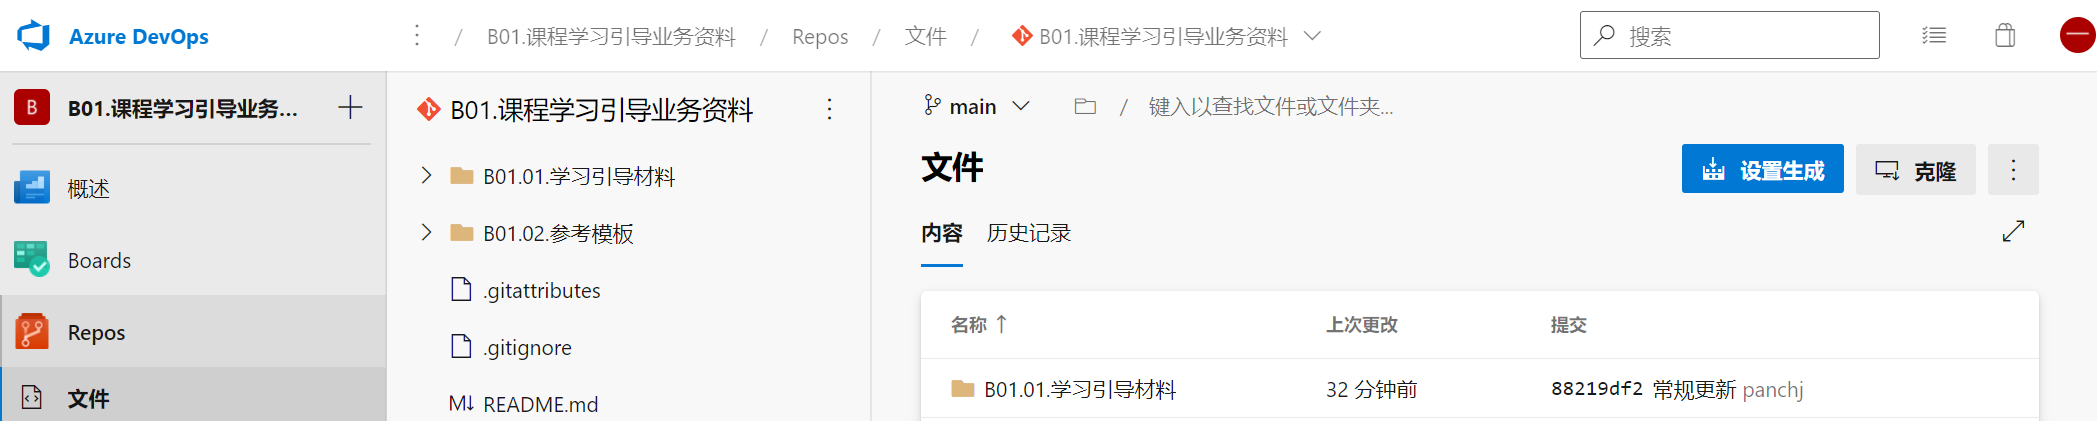 Azure DevOps
/ B01.课程学习引导业务资料 / Repos / 文件 / B01.课程学习引导业务资料
搜索
B B01.课程学习引导业务...
概述
Boards
Repos
文件
B01.课程学习引导业务资料
B01.01.学习引导材料
B01.02.参考模板
.gitattributes
.gitignore
M↓ README.md
main / 键入以查找文件或文件夹...
文件
设置生成 克隆
内容 历史记录
名称 ↑ 上次更改 提交
B01.01.学习引导材料 32 分钟前 88219df2 常规更新 panchj